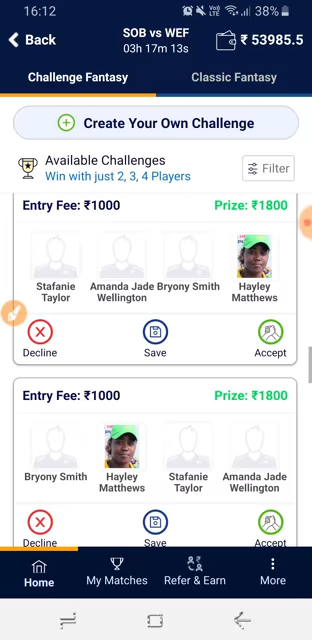 16:12
Vo))
LTE
38%
Back
SOB vs WEF
03h 17m 13s
₹ 53985.5
Challenge Fantasy
Classic Fantasy
Create Your Own Challenge
Available Challenges
Win with just 2, 3, 4 Players
Filter
Entry Fee: ₹1000
Prize: ₹1800
Stafanie
Taylor
Amanda Jade
Wellington
Bryony Smith
Hayley
Matthews
Decline
Save
Accept
Entry Fee: ₹1000
Prize: ₹1800
Bryony Smith
Hayley
Matthews
Stafanie
Taylor
Amanda Jade
Wellington
Decline
Save
Accept
Home
My Matches
Refer & Earn
More